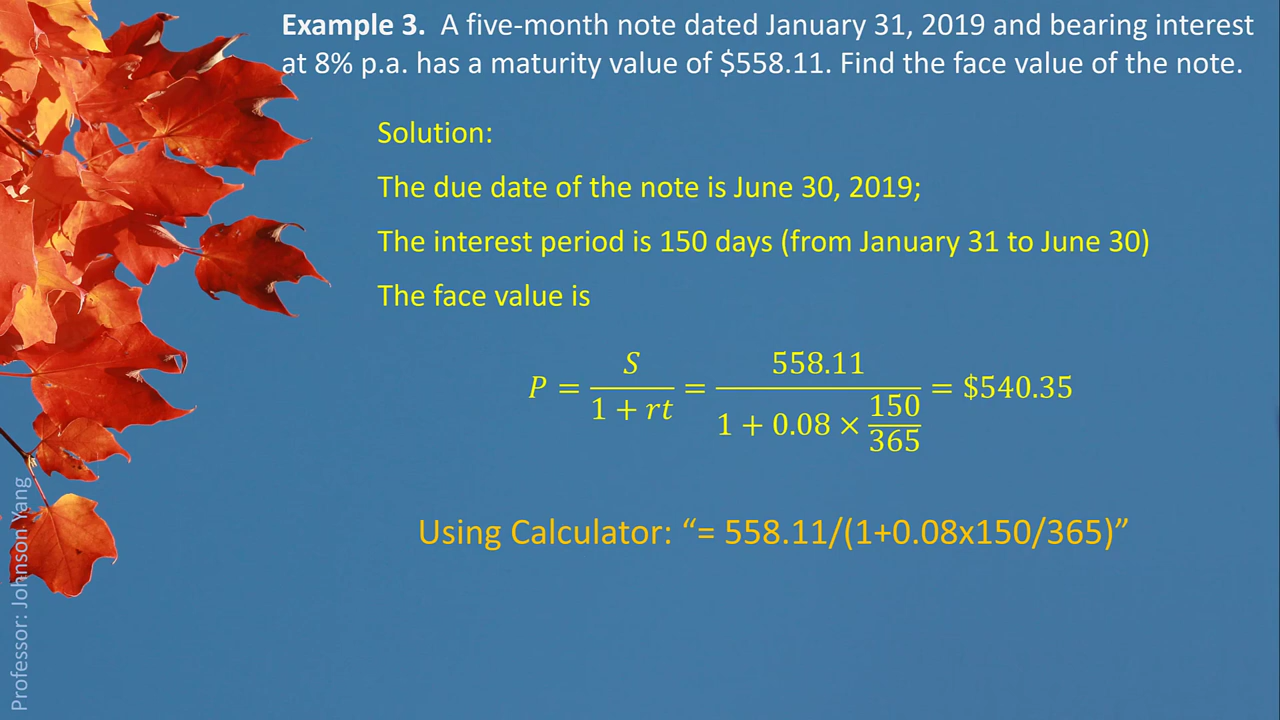 Example 3. A five-month note dated January 31, 2019 and bearing interest
at 8% p.a. has a maturity value of $558.11. Find the face value of the note.
Solution:
The due date of the note is June 30, 2019;
The interest period is 150 days (from January 31 to June 30)
The face value is
𝑃 = 𝑆 / (1 + 𝑟𝑡) = 558.11 / (1 + 0.08 × 150/365) = $540.35
Using Calculator: “= 558.11/(1+0.08x150/365)”
Professor: Johnson Yang